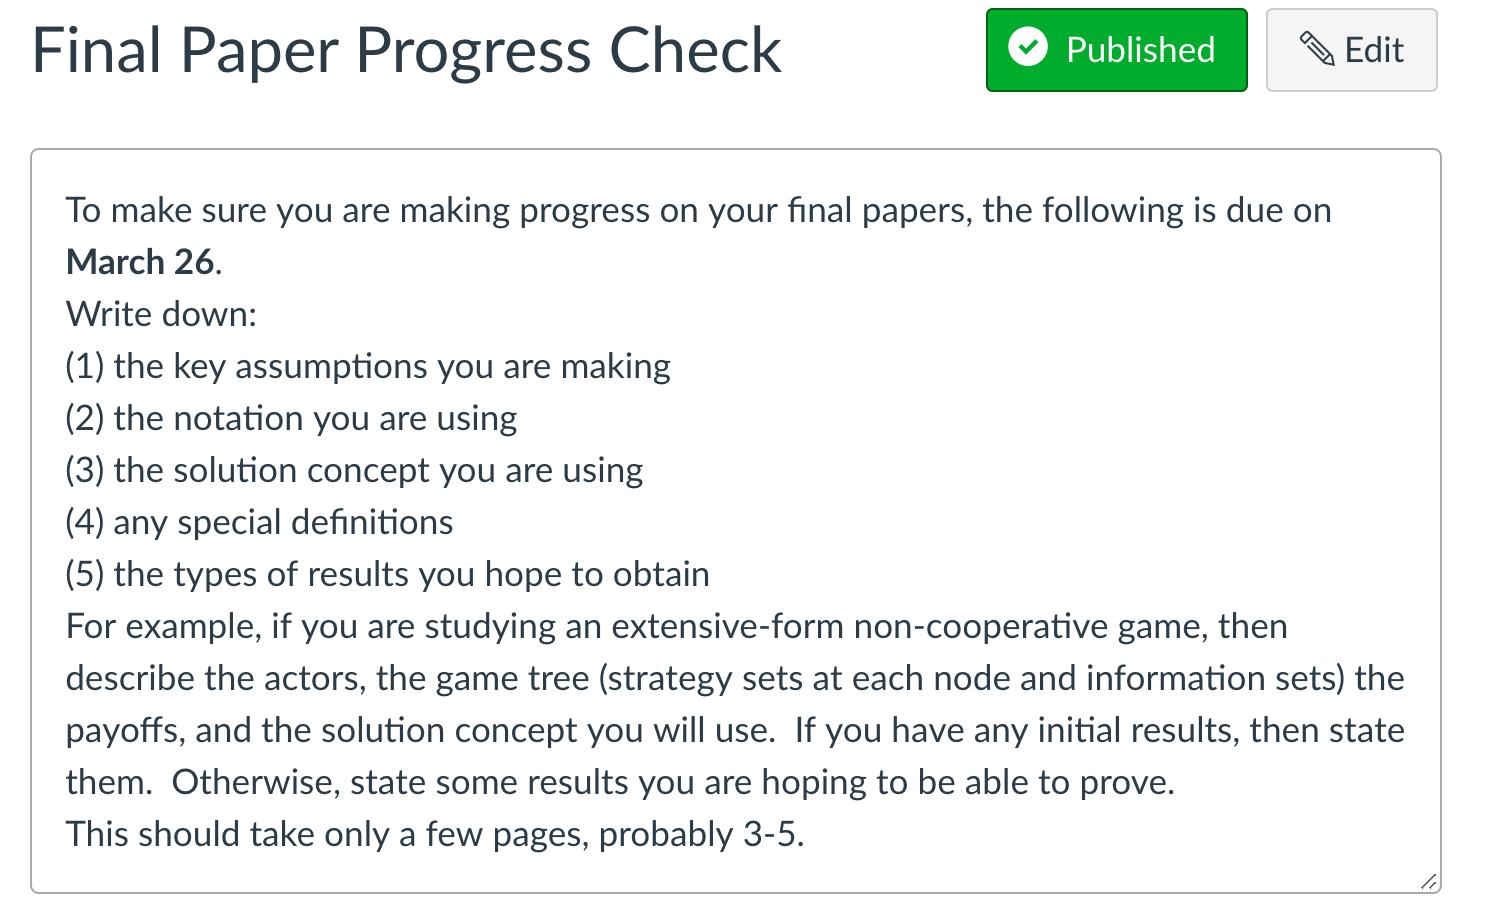 Final Paper Progress Check
Published
Edit
To make sure you are making progress on your final papers, the following is due on
March 26.
Write down:
(1) the key assumptions you are making
(2) the notation you are using
(3) the solution concept you are using
(4) any special definitions
(5) the types of results you hope to obtain
For example, if you are studying an extensive-form non-cooperative game, then
describe the actors, the game tree (strategy sets at each node and information sets) the
payoffs, and the solution concept you will use.  If you have any initial results, then state
them.  Otherwise, state some results you are hoping to be able to prove.
This should take only a few pages, probably 3-5.